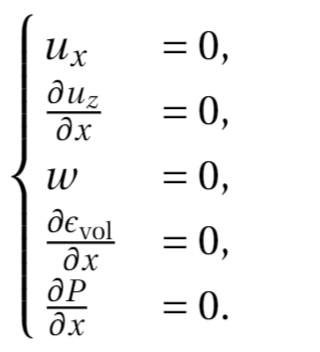 u_x = 0,
∂u_z/∂x = 0,
w = 0,
∂ϵ_vol/∂x = 0,
∂P/∂x = 0.